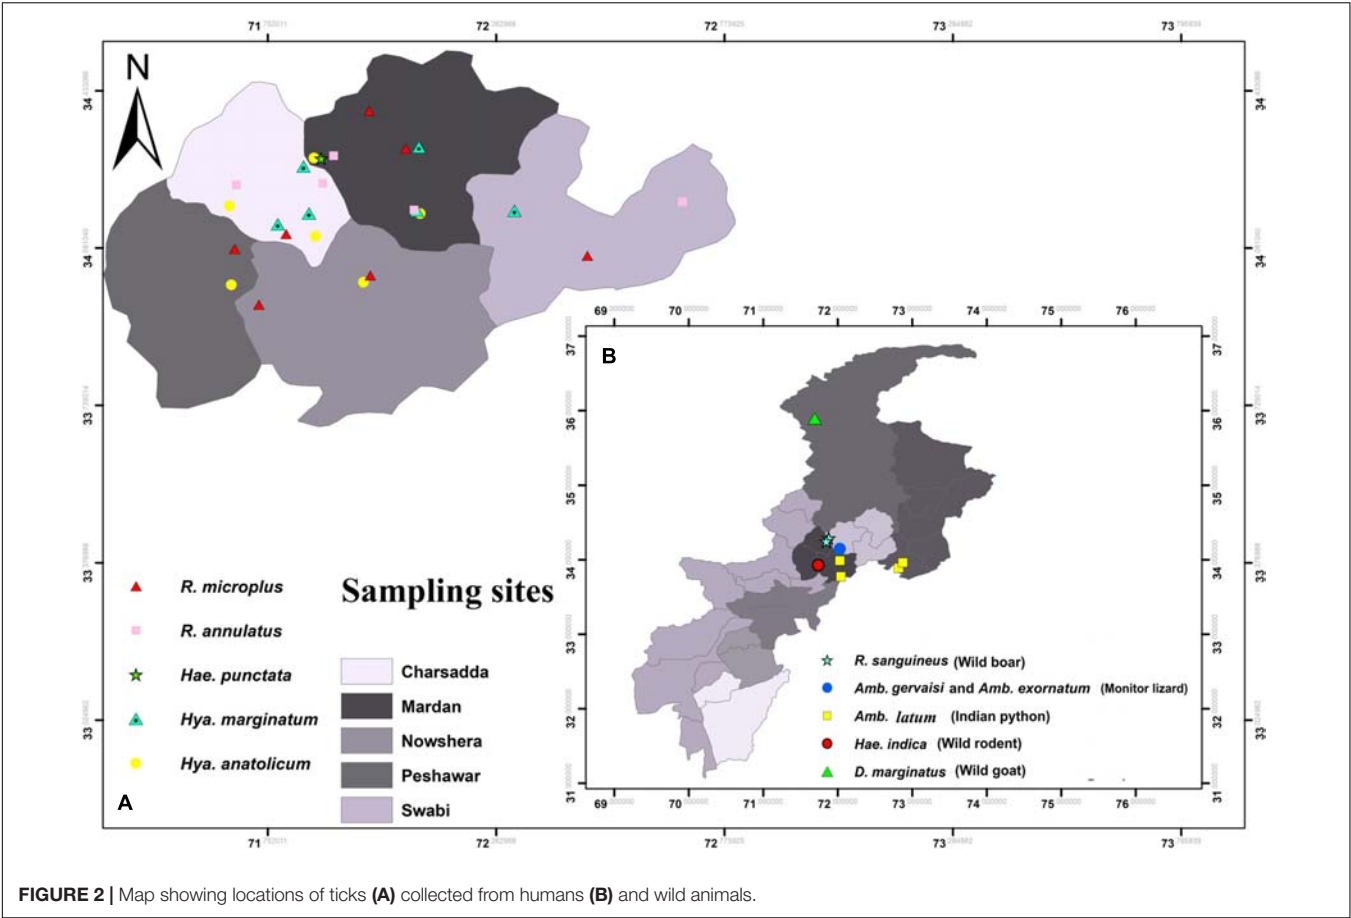 71 72 72 73 73
N
34
34
33
33
33
34
34
33
33
33
R. microplus
R. annulatus
Hae. punctata
Hya. marginatum
Hya. anatolicum
A
Sampling sites
Charsadda
Mardan
Nowshera
Peshawar
Swabi
69 70 71 72 73 74 75 76
B
37
36
35
34
33
32
31
37
36
35
34
33
32
31
R. sanguineus (Wild boar)
Amb. gervaisi and Amb. exornatum (Monitor lizard)
Amb. latum (Indian python)
Hae. indica (Wild rodent)
D. marginatus (Wild goat)
69 70 71 72 73 74 75 76
71 72 72 73 73
FIGURE 2 | Map showing locations of ticks (A) collected from humans (B) and wild animals.